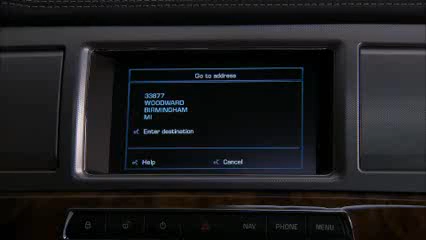 Go to address
33877
WOODWARD
BIRMINGHAM
MI
Enter destination
Help Cancel
NAV PHONE MENU